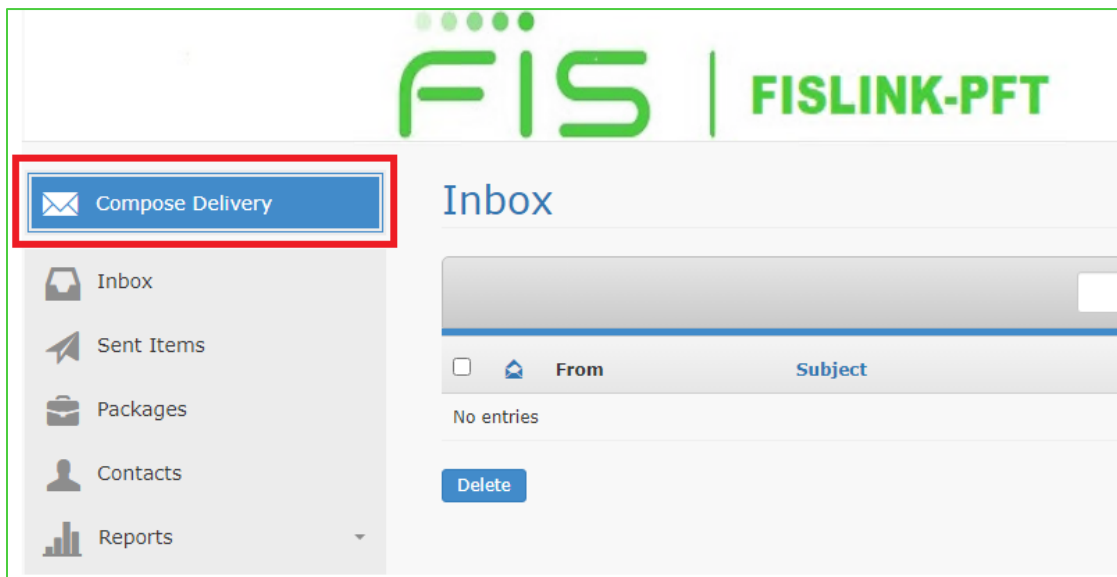 FIS | FISLINK-PFT
Compose Delivery
Inbox
Sent Items
Packages
Contacts
Reports
Inbox
From Subject
No entries
Delete